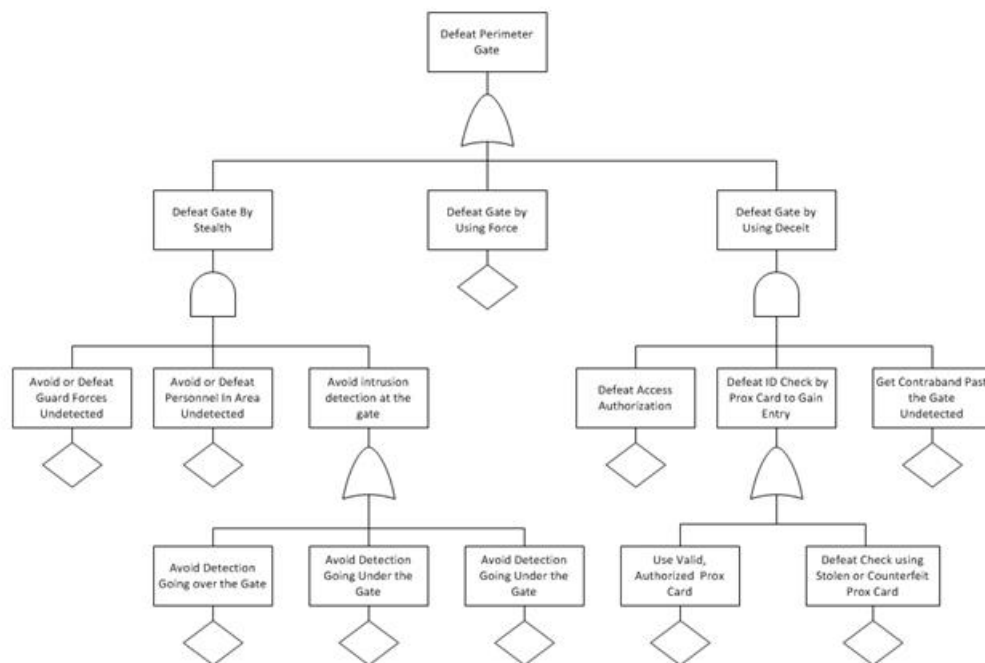 Defeat Perimeter
Gate
Defeat Gate By
Stealth
Defeat Gate by
Using Force
Defeat Gate by
Using Deceit
Avoid or Defeat
Guard Forces
Undetected
Avoid or Defeat
Personnel In Area
Undetected
Avoid intrusion
detection at the
gate
Defeat Access
Authorization
Defeat ID Check by
Prox Card to Gain
Entry
Get Contraband Past
the Gate
Undetected
Avoid Detection
Going over the Gate
Avoid Detection
Going Under the
Gate
Avoid Detection
Going Under the
Gate
Use Valid,
Authorized Prox
Card
Defeat Check using
Stolen or Counterfeit
Prox Card